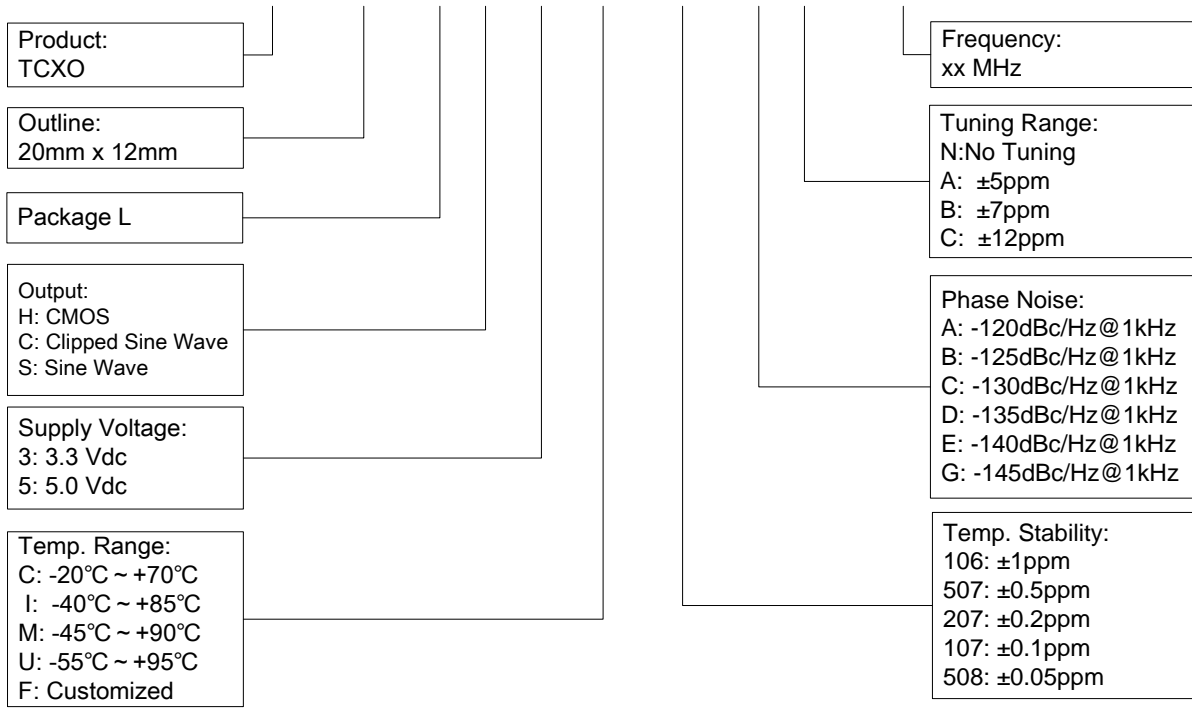 Product:
TCXO
Outline:
20mm x 12mm
Package L
Output:
H: CMOS
C: Clipped Sine Wave
S: Sine Wave
Supply Voltage:
3: 3.3 Vdc
5: 5.0 Vdc
Temp. Range:
C: -20℃ ~ +70℃
I: -40℃ ~ +85℃
M: -45℃ ~ +90℃
U: -55℃ ~ +95℃
F: Customized
Frequency:
xx MHz
Tuning Range:
N:No Tuning
A: ±5ppm
B: ±7ppm
C: ±12ppm
Phase Noise:
A: -120dBc/Hz@1kHz
B: -125dBc/Hz@1kHz
C: -130dBc/Hz@1kHz
D: -135dBc/Hz@1kHz
E: -140dBc/Hz@1kHz
G: -145dBc/Hz@1kHz
Temp. Stability:
106: ±1ppm
507: ±0.5ppm
207: ±0.2ppm
107: ±0.1ppm
508: ±0.05ppm